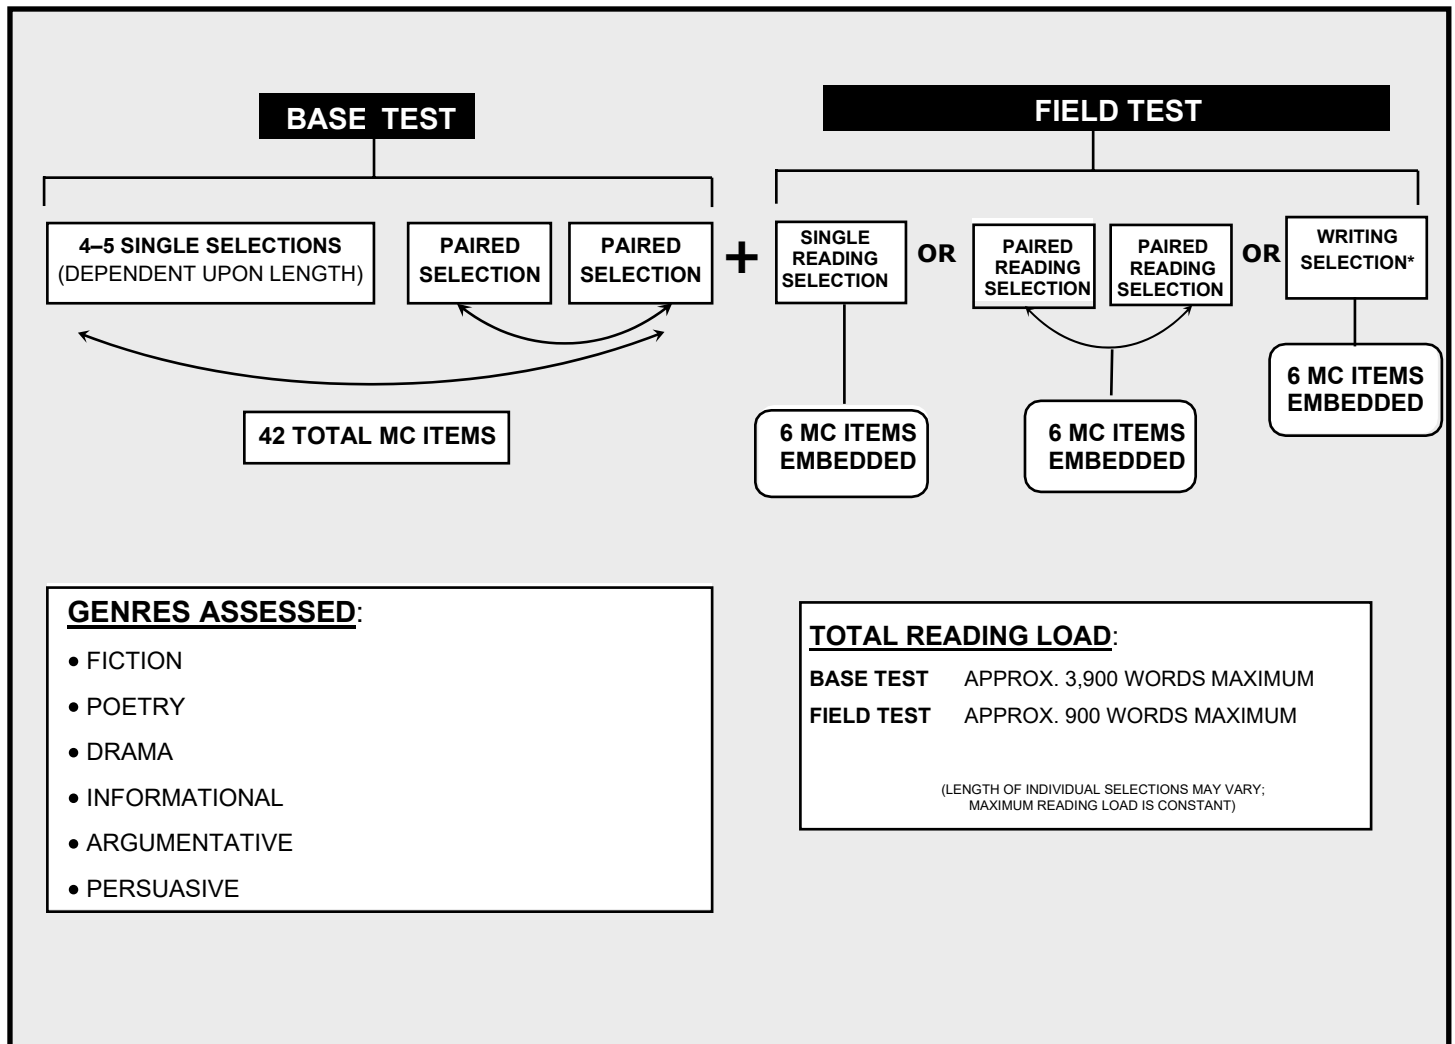 BASE TEST
FIELD TEST
4–5 SINGLE SELECTIONS
(DEPENDENT UPON LENGTH)
PAIRED
SELECTION
PAIRED
SELECTION
+
SINGLE
READING
SELECTION
OR
PAIRED
READING
SELECTION
PAIRED
READING
SELECTION
OR
WRITING
SELECTION*
42 TOTAL MC ITEMS
6 MC ITEMS
EMBEDDED
6 MC ITEMS
EMBEDDED
6 MC ITEMS
EMBEDDED
GENRES ASSESSED:
• FICTION
• POETRY
• DRAMA
• INFORMATIONAL
• ARGUMENTATIVE
• PERSUASIVE
TOTAL READING LOAD:
BASE TEST APPROX. 3,900 WORDS MAXIMUM
FIELD TEST APPROX. 900 WORDS MAXIMUM
(LENGTH OF INDIVIDUAL SELECTIONS MAY VARY;
MAXIMUM READING LOAD IS CONSTANT)